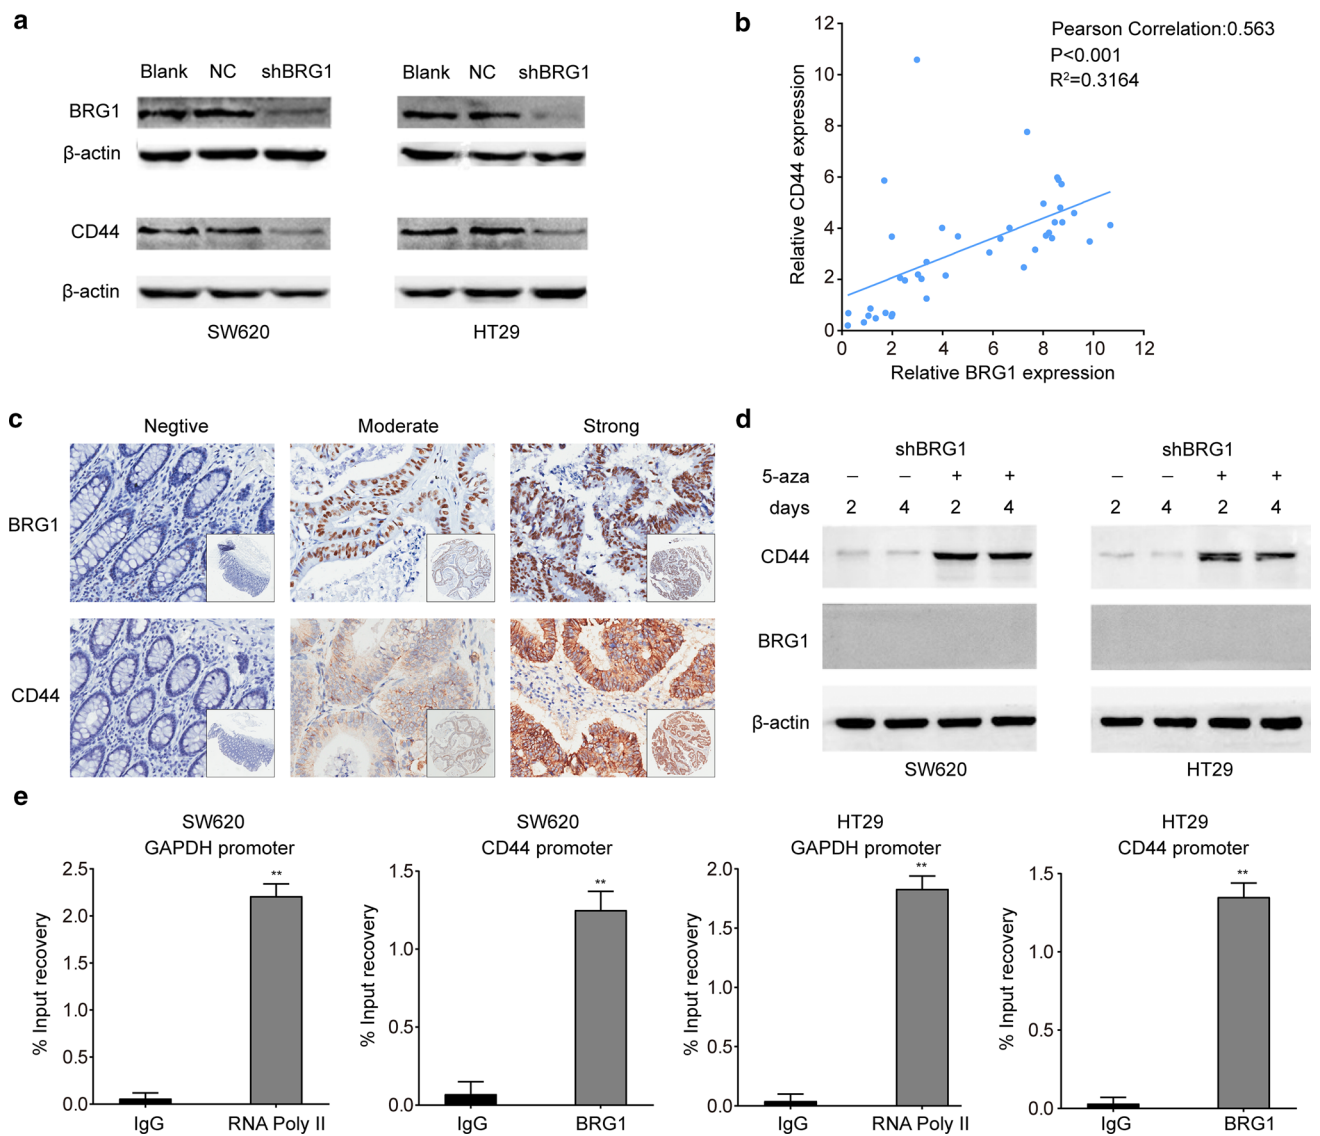 a
Blank NC shBRG1
Blank NC shBRG1
BRG1
β-actin
CD44
β-actin
SW620
HT29
b
Pearson Correlation:0.563
P<0.001
R²=0.3164
Relative CD44 expression
12
10
8
6
4
2
0
0 2 4 6 8 10 12
Relative BRG1 expression
c
Negtive Moderate Strong
BRG1
CD44
d
shBRG1 shBRG1
5-aza – – + + – – + +
days 2 4 2 4 2 4 2 4
CD44
BRG1
β-actin
SW620 HT29
e
SW620
GAPDH promoter
**
% Input recovery
2.5
2.0
1.5
1.0
0.5
0.0
IgG RNA Poly II
SW620
CD44 promoter
**
% Input recovery
1.5
1.0
0.5
0.0
IgG BRG1
HT29
GAPDH promoter
**
% Input recovery
2.0
1.5
1.0
0.5
0.0
IgG RNA Poly II
HT29
CD44 promoter
**
% Input recovery
1.5
1.0
0.5
0.0
IgG BRG1